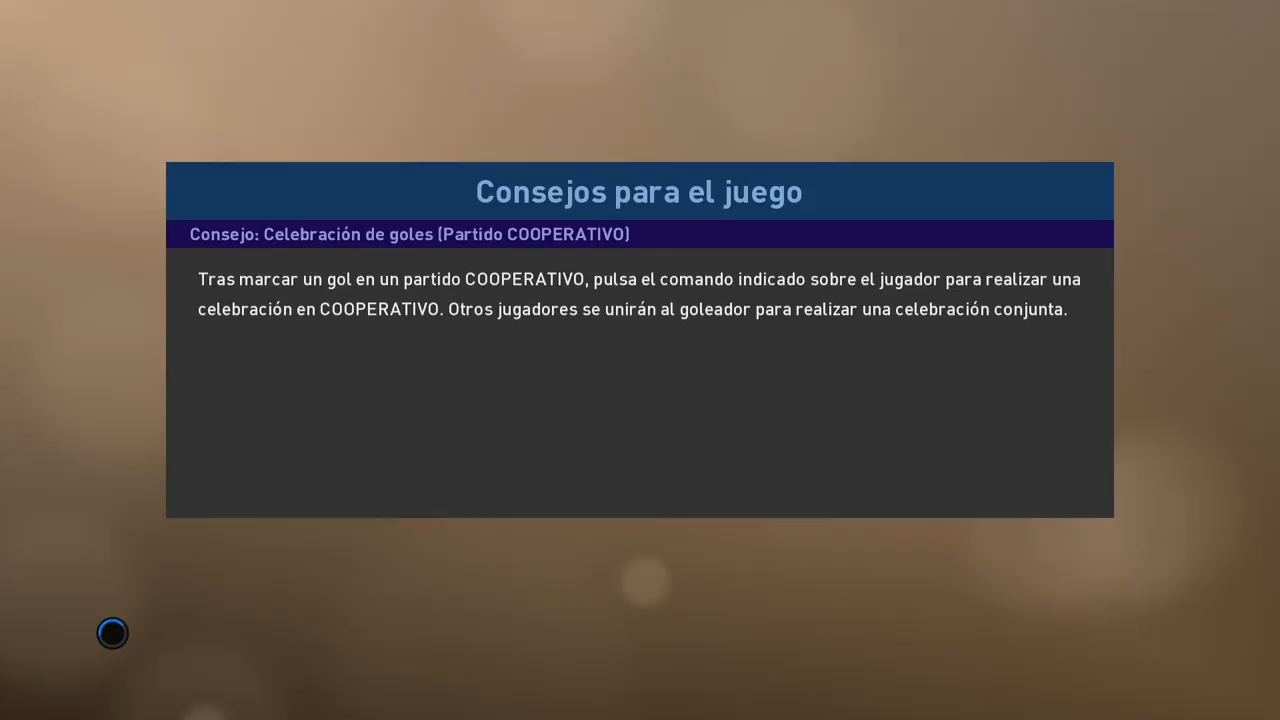 Consejos para el juego
Consejo: Celebración de goles (Partido COOPERATIVO)
Tras marcar un gol en un partido COOPERATIVO, pulsa el comando indicado sobre el jugador para realizar una
celebración en COOPERATIVO. Otros jugadores se unirán al goleador para realizar una celebración conjunta.